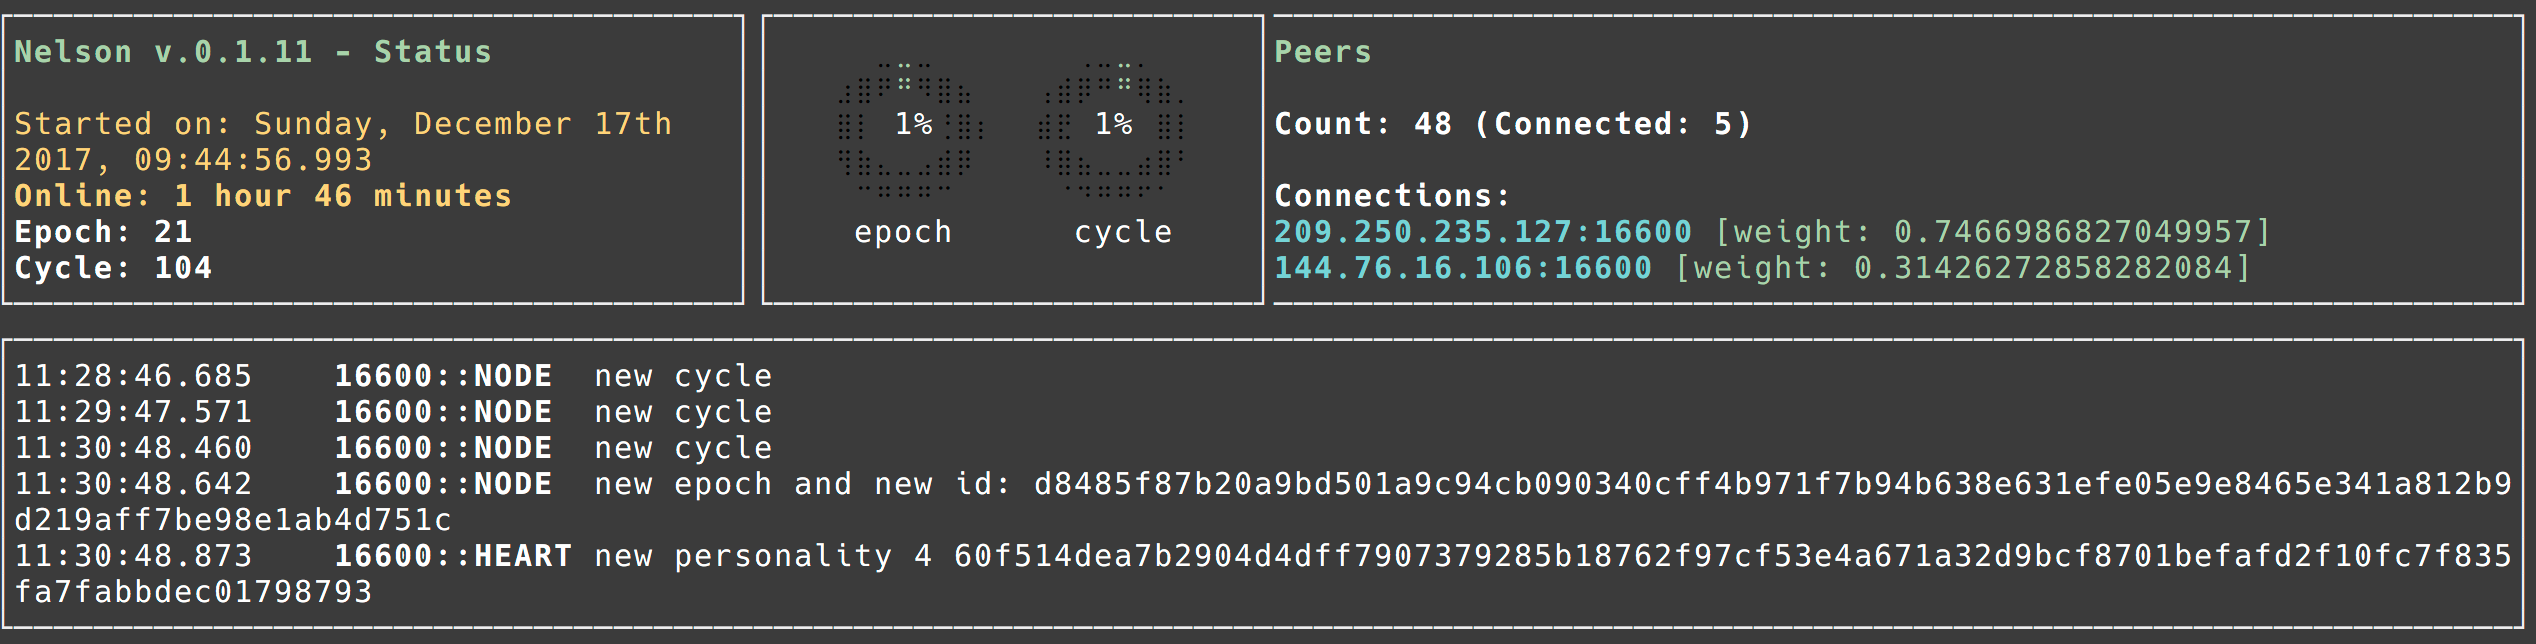 Nelson v.0.1.11 - Status
Started on: Sunday, December 17th
2017, 09:44:56.993
Online: 1 hour 46 minutes
Epoch: 21
Cycle: 104
1%
epoch
1%
cycle
Peers
Count: 48 (Connected: 5)
Connections:
209.250.235.127:16600 [weight: 0.7466986827049957]
144.76.16.106:16600 [weight: 0.31426272858282084]
11:28:46.685    16600::NODE  new cycle
11:29:47.571    16600::NODE  new cycle
11:30:48.460    16600::NODE  new cycle
11:30:48.642    16600::NODE  new epoch and new id: d8485f87b20a9bd501a9c94cb090340cff4b971f7b94b638e631efe05e9e8465e341a812b9
d219aff7be98e1ab4d751c
11:30:48.873    16600::HEART new personality 4 60f514dea7b2904d4dff7907379285b18762f97cf53e4a671a32d9bcf8701befafd2f10fc7f835
fa7fabbdec01798793